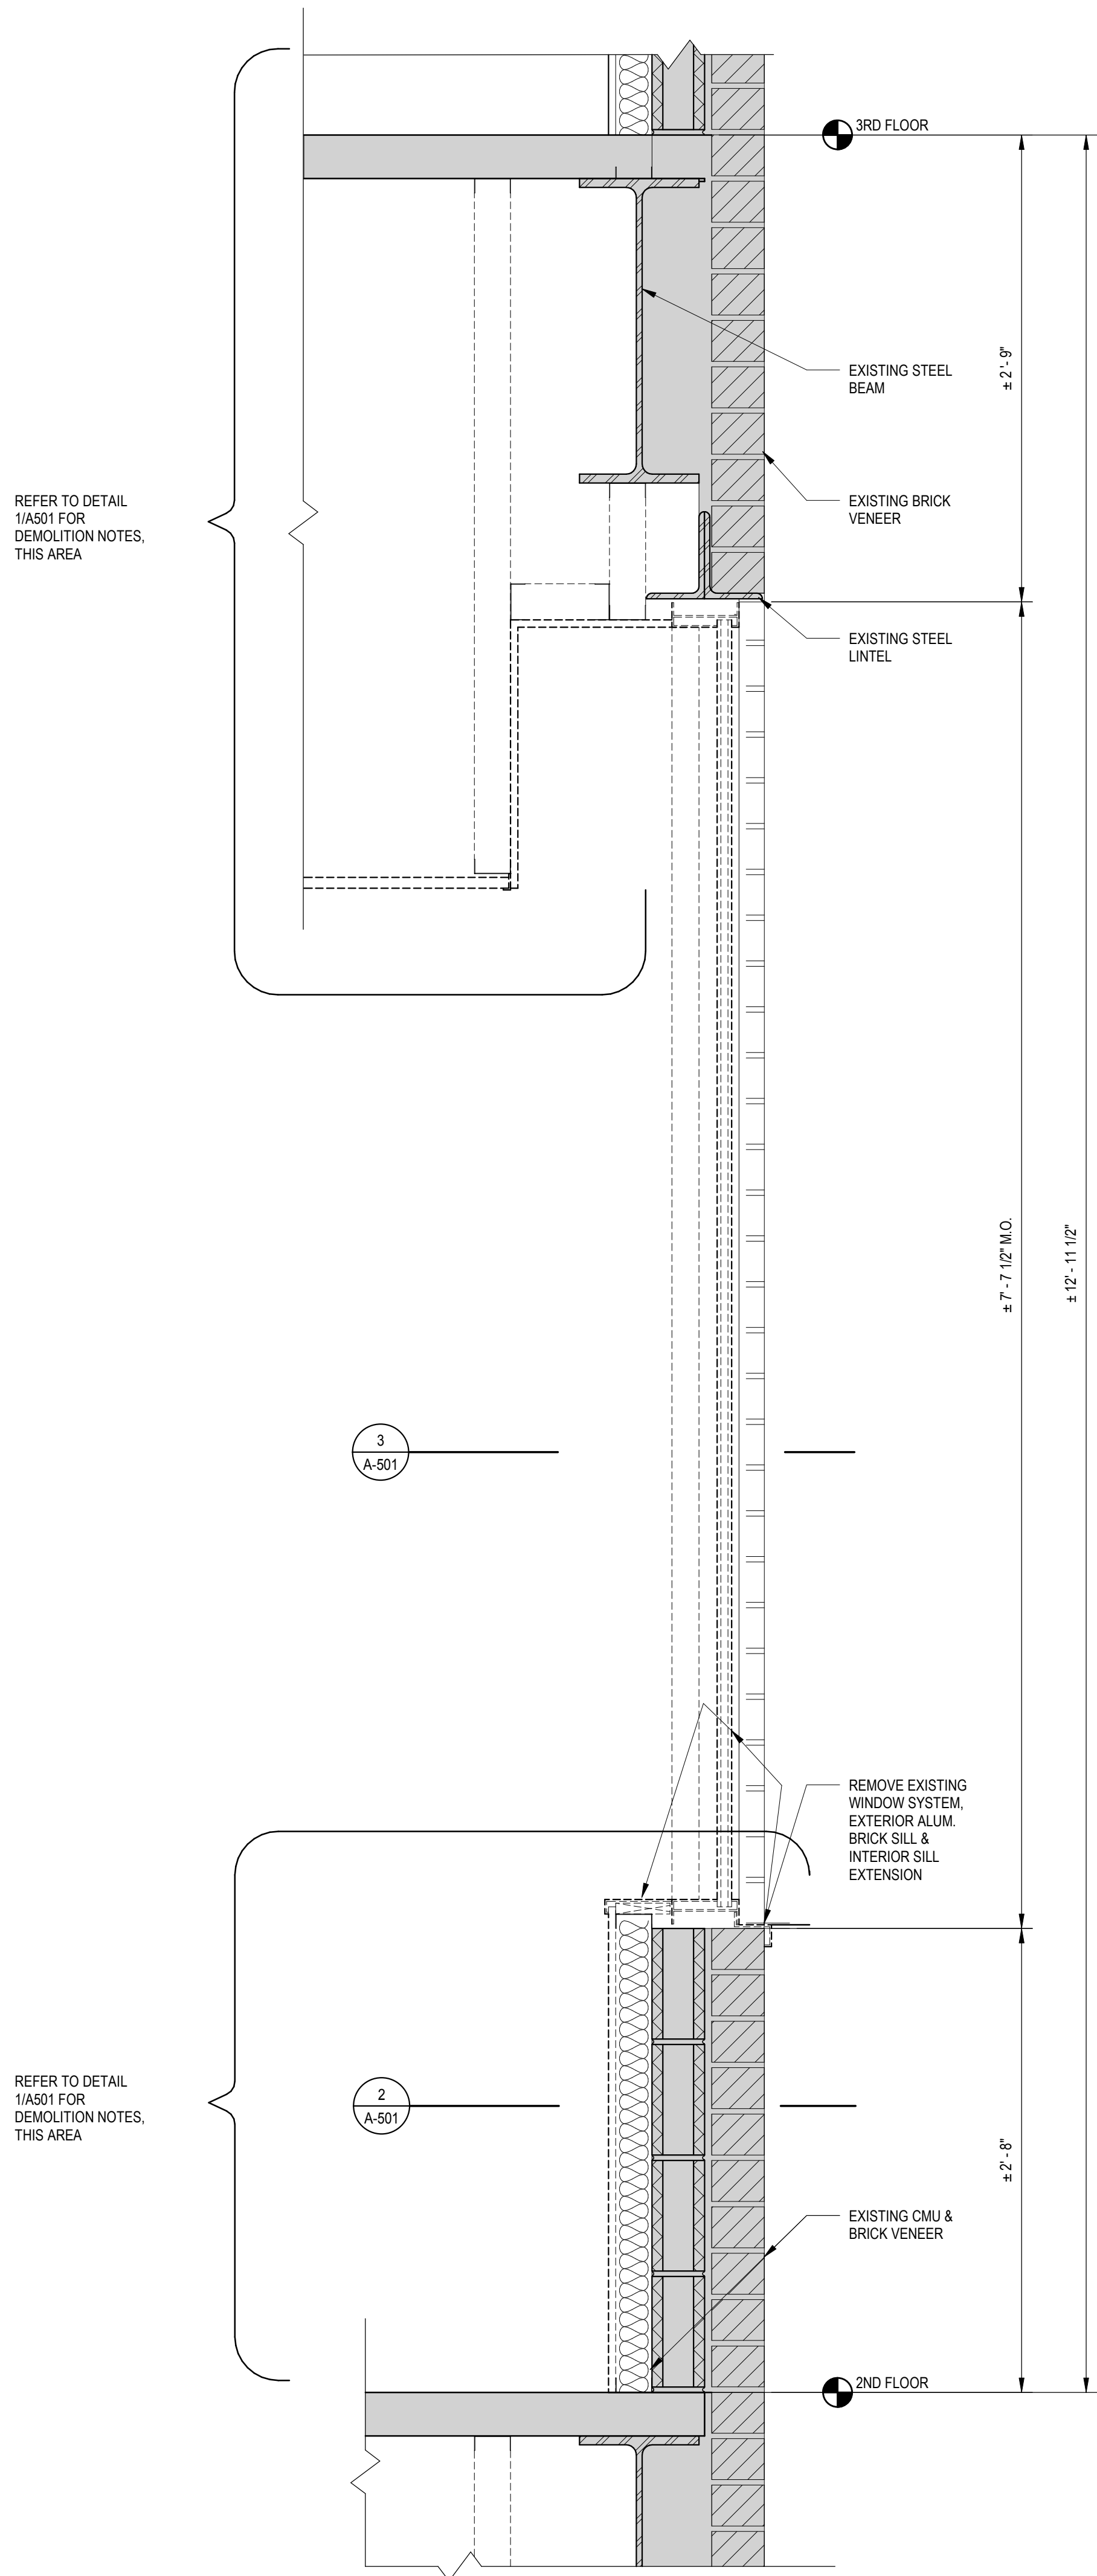 3RD FLOOR
± 2'- 9"
EXISTING STEEL
BEAM
REFER TO DETAIL
1/A501 FOR
DEMOLITION NOTES,
THIS AREA
EXISTING BRICK
VENEER
EXISTING STEEL
LINTEL
± 7' - 7 1/2" M.O.
± 12' - 11 1/2"
3
A-501
REMOVE EXISTING
WINDOW SYSTEM,
EXTERIOR ALUM.
BRICK SILL &
INTERIOR SILL
EXTENSION
REFER TO DETAIL
1/A501 FOR
DEMOLITION NOTES,
THIS AREA
2
A-501
± 2' - 8"
EXISTING CMU &
BRICK VENEER
2ND FLOOR